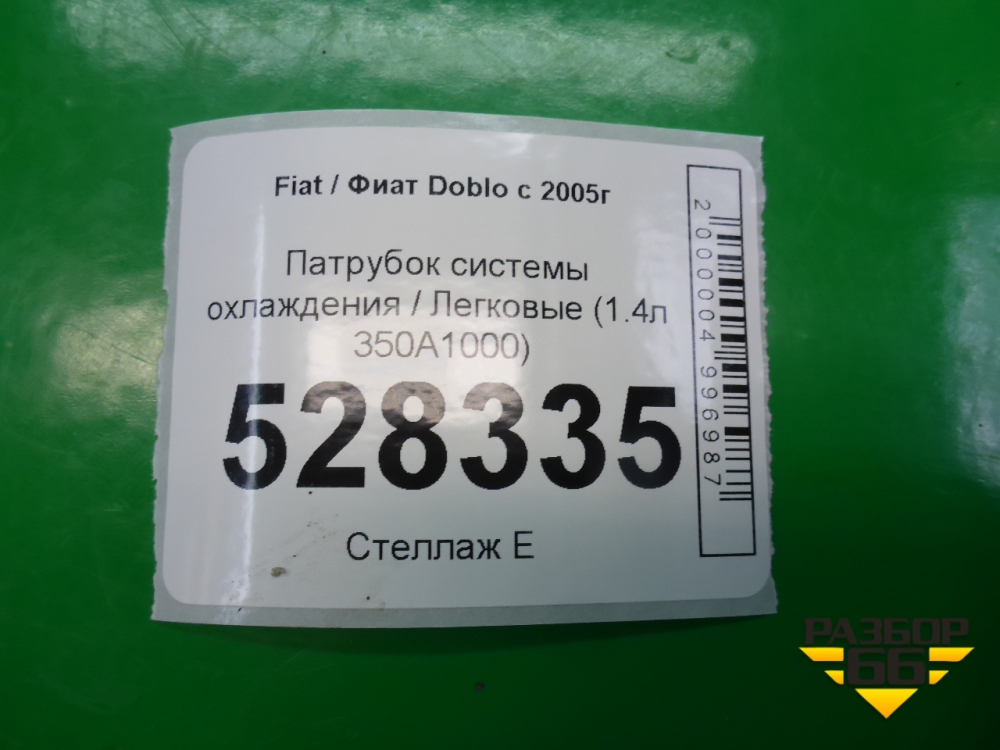 Fiat / Фиат Doblo с 2005г
Патрубок системы
охлаждения / Легковые (1.4л
350A1000)
528335
Стеллаж Е
2000004996987
РАЗБОР
66